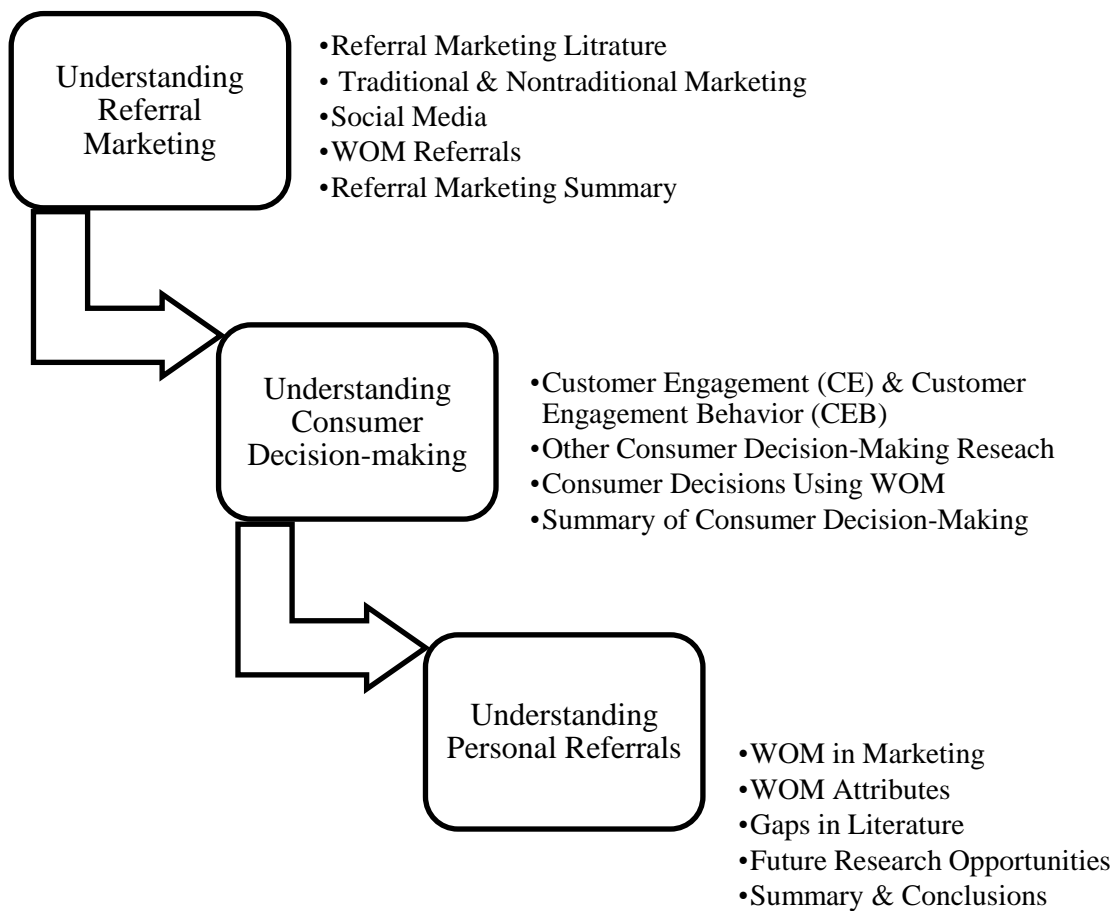 Understanding
Referral
Marketing
•Referral Marketing Litrature
• Traditional & Nontraditional Marketing
•Social Media
•WOM Referrals
•Referral Marketing Summary
Understanding
Consumer
Decision-making
•Customer Engagement (CE) & Customer
Engagement Behavior (CEB)
•Other Consumer Decision-Making Reseach
•Consumer Decisions Using WOM
•Summary of Consumer Decision-Making
Understanding
Personal Referrals
•WOM in Marketing
•WOM Attributes
•Gaps in Literature
•Future Research Opportunities
•Summary & Conclusions